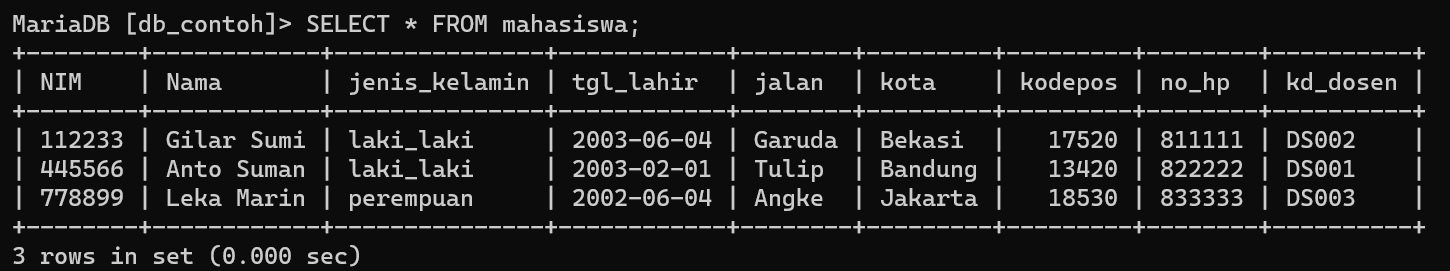 MariaDB [db_contoh]> SELECT * FROM mahasiswa;
+--------+------------+---------------+------------+--------+---------+---------+--------+----------+
| NIM    | Nama       | jenis_kelamin | tgl_lahir  | jalan  | kota    | kodepos | no_hp  | kd_dosen |
+--------+------------+---------------+------------+--------+---------+---------+--------+----------+
| 112233 | Gilar Sumi | laki_laki     | 2003-06-04 | Garuda | Bekasi  |   17520 | 811111 | DS002    |
| 445566 | Anto Suman | laki_laki     | 2003-02-01 | Tulip  | Bandung |   13420 | 822222 | DS001    |
| 778899 | Leka Marin | perempuan     | 2002-06-04 | Angke  | Jakarta |   18530 | 833333 | DS003    |
+--------+------------+---------------+------------+--------+---------+---------+--------+----------+
3 rows in set (0.000 sec)